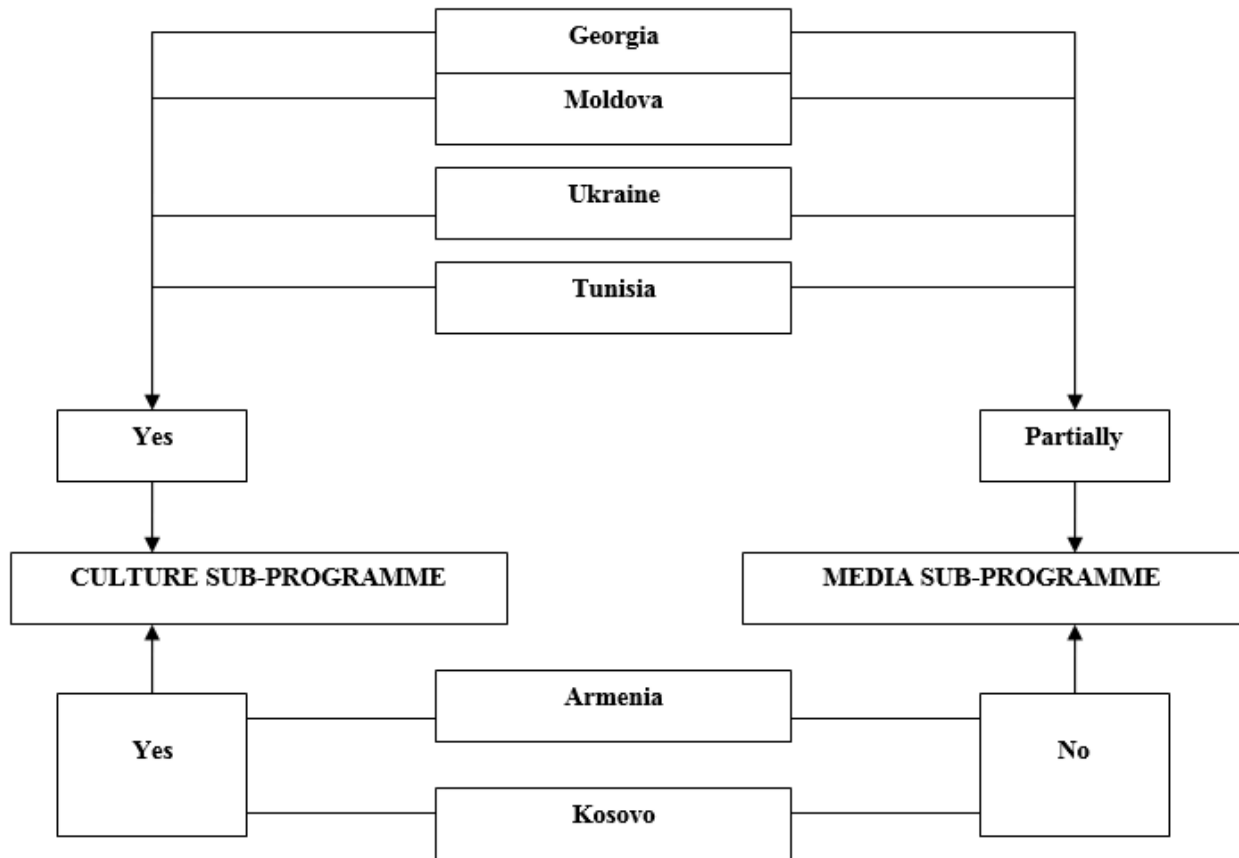 Georgia
Moldova
Ukraine
Tunisia
Yes
Partially
CULTURE SUB-PROGRAMME
MEDIA SUB-PROGRAMME
Armenia
Yes
No
Kosovo